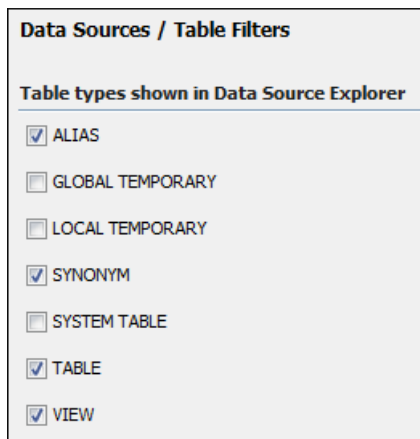 Data Sources / Table Filters
Table types shown in Data Source Explorer
ALIAS
GLOBAL TEMPORARY
LOCAL TEMPORARY
SYNONYM
SYSTEM TABLE
TABLE
VIEW